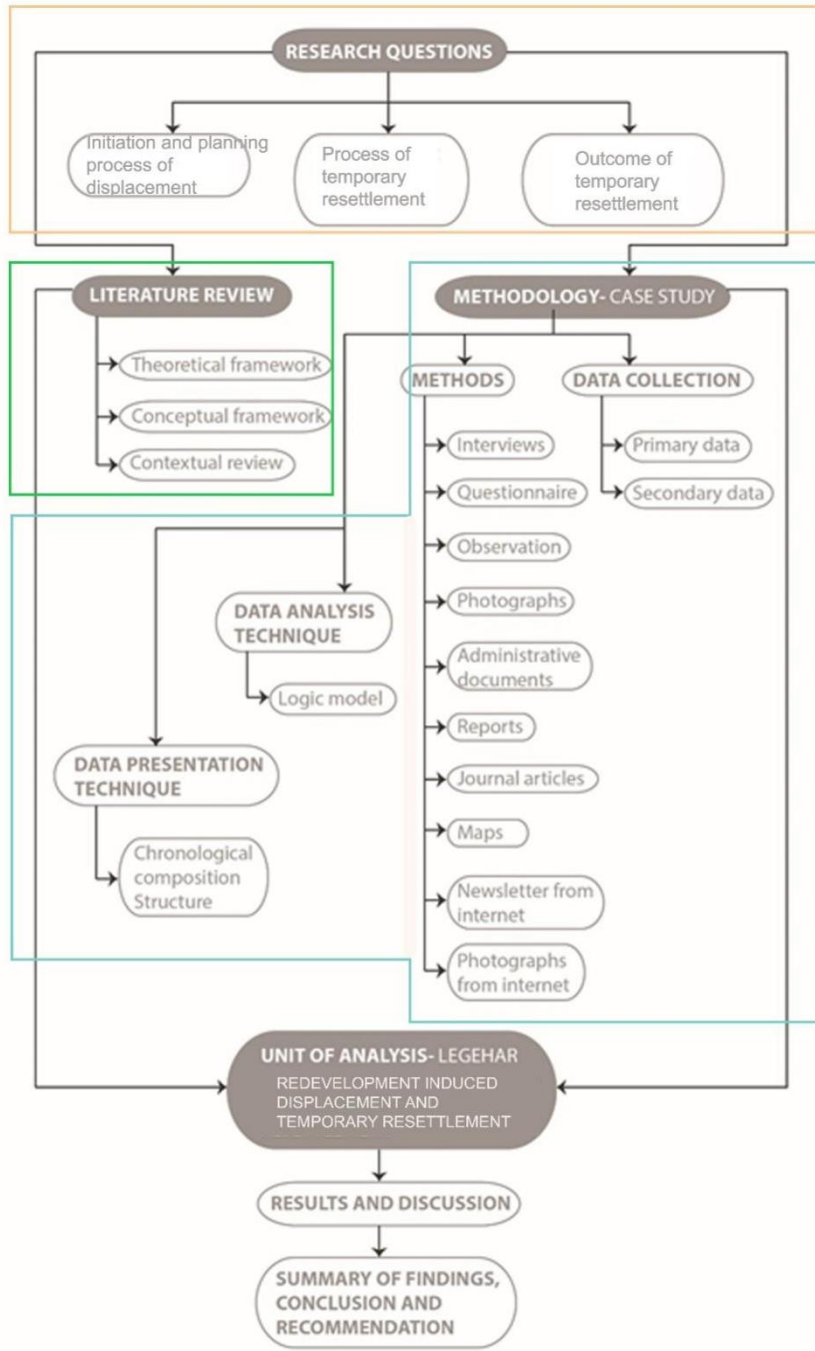 RESEARCH QUESTIONS
Initiation and planning
process of
displacement
Process of
temporary
resettlement
Outcome of
temporary
resettlement
LITERATURE REVIEW
Theoretical framework
Conceptual framework
Contextual review
METHODOLOGY- CASE STUDY
METHODS
Interviews
Questionnaire
Observation
Photographs
Administrative
documents
Reports
Journal articles
Maps
Newsletter from
internet
Photographs
from internet
DATA COLLECTION
Primary data
Secondary data
DATA ANALYSIS
TECHNIQUE
Logic model
DATA PRESENTATION
TECHNIQUE
Chronological
composition
Structure
UNIT OF ANALYSIS- LEGEHAR
REDEVELOPMENT INDUCED
DISPLACEMENT AND
TEMPORARY RESETTLEMENT
RESULTS AND DISCUSSION
SUMMARY OF FINDINGS,
CONCLUSION AND
RECOMMENDATION